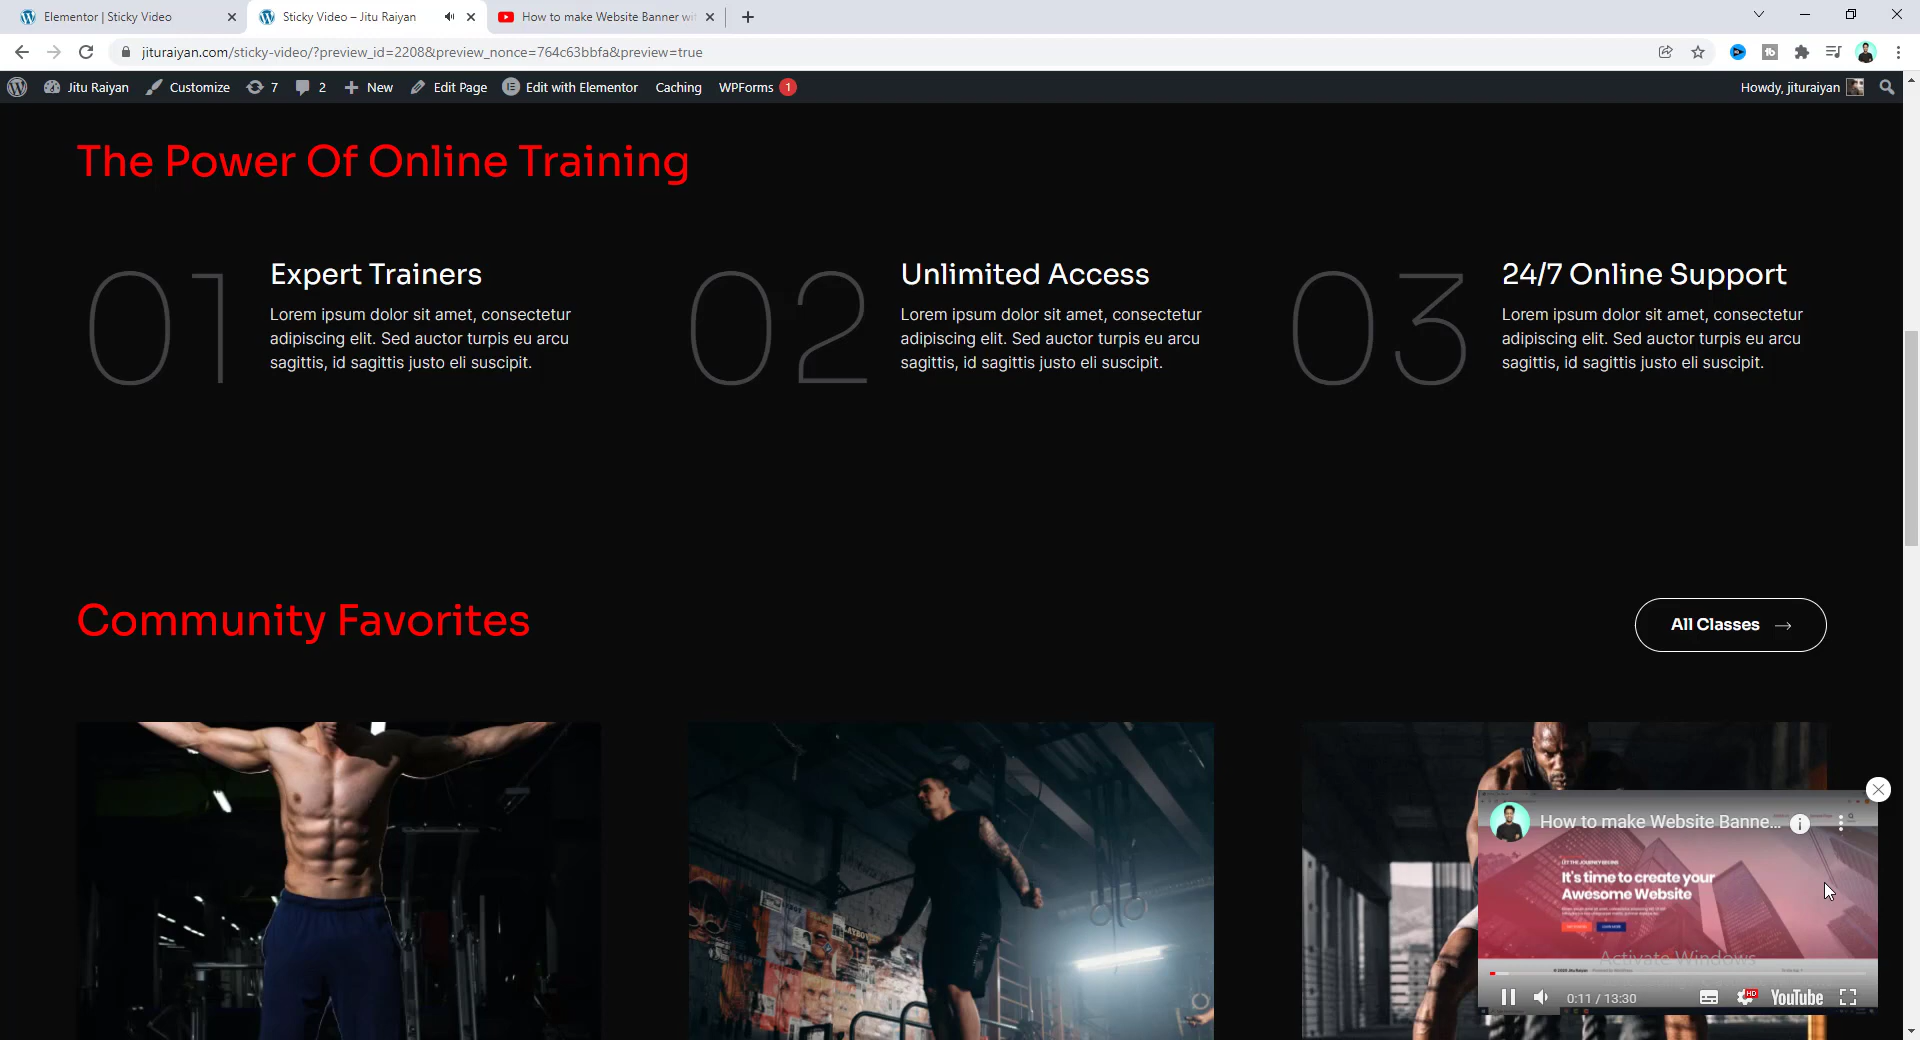 Elementor | Sticky Video
Sticky Video – Jitu Raiyan
How to make Website Banner wi
jituraiyan.com/sticky-video/?preview_id=2208&preview_nonce=764c63bbfa&preview=true
Jitu Raiyan
Customize
7
2
New
Edit Page
Edit with Elementor
Caching
WPForms 1
Howdy, jituraiyan
The Power Of Online Training
01
Expert Trainers
Lorem ipsum dolor sit amet, consectetur
adipiscing elit. Sed auctor turpis eu arcu
sagittis, id sagittis justo eli suscipit.
02
Unlimited Access
Lorem ipsum dolor sit amet, consectetur
adipiscing elit. Sed auctor turpis eu arcu
sagittis, id sagittis justo eli suscipit.
03
24/7 Online Support
Lorem ipsum dolor sit amet, consectetur
adipiscing elit. Sed auctor turpis eu arcu
sagittis, id sagittis justo eli suscipit.
Community Favorites
All Classes →
How to make Website Banne...
It's time to create your
Awesome Website
Activate Windows
0:11 / 13:30
HD
YouTube